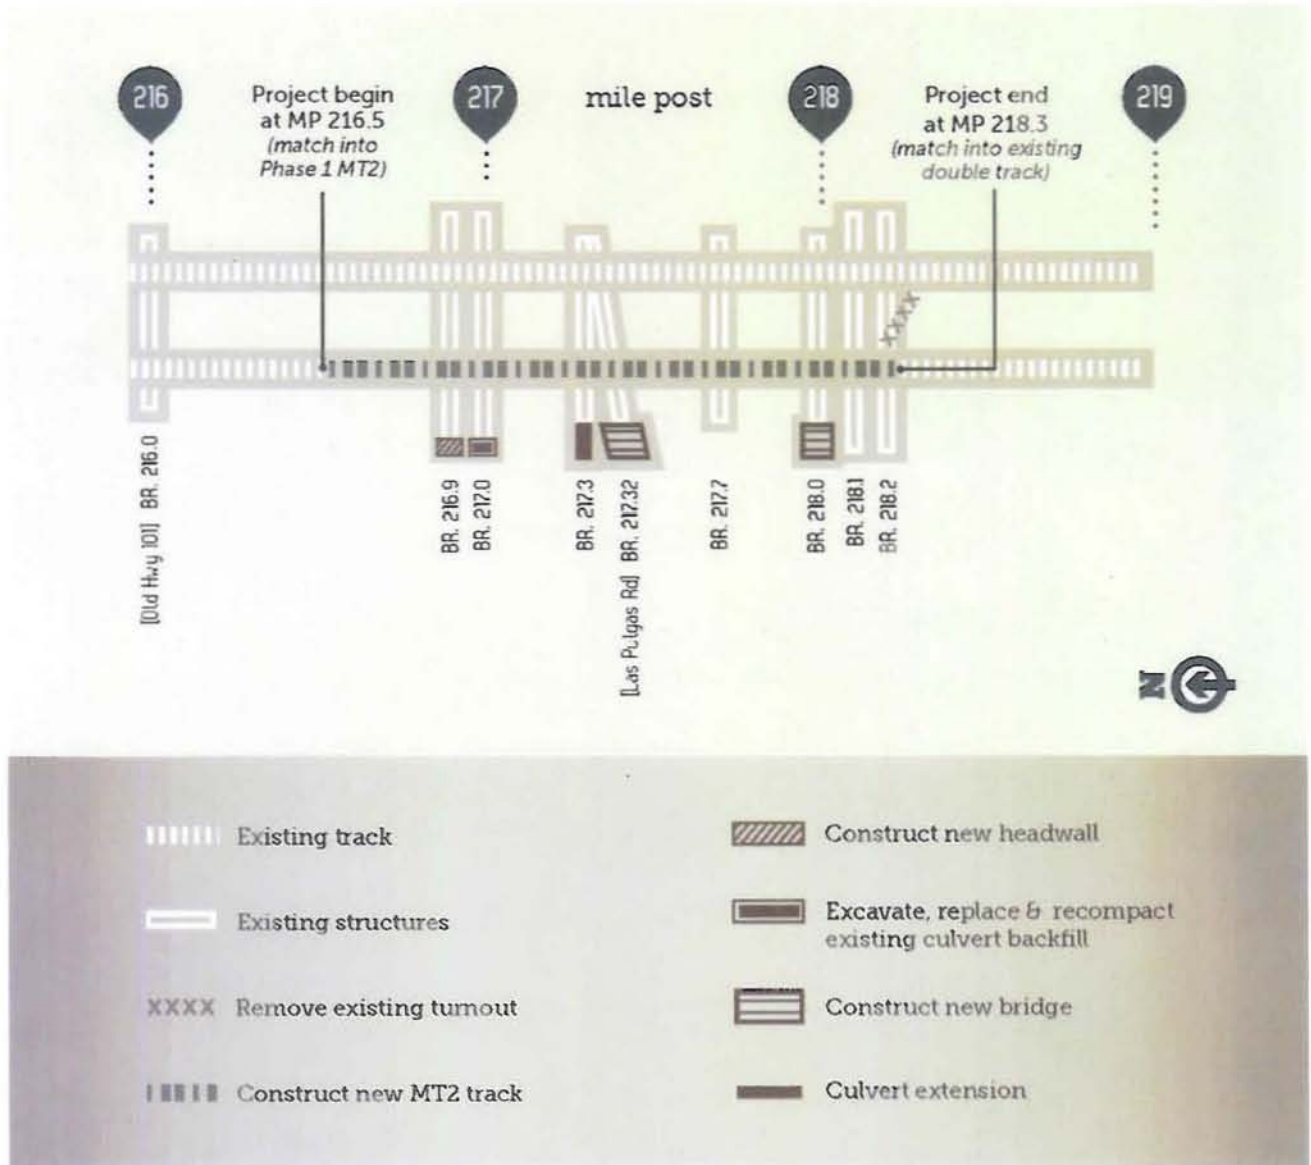 216
Project begin
at MP 216.5
(match into
Phase 1 MT2)
217
mile post
218
Project end
at MP 218.3
(match into existing
double track)
219
[Old Hwy 101] BR. 216.0
BR. 216.9
BR. 217.0
BR. 217.3
[Las Pulgas Rd] BR. 217.32
BR. 217.7
BR. 218.0
BR. 218.1
BR. 218.2
XXXX
N
Existing track
Existing structures
XXXX Remove existing turnout
Construct new MT2 track
Construct new headwall
Excavate, replace & recompact
existing culvert backfill
Construct new bridge
Culvert extension